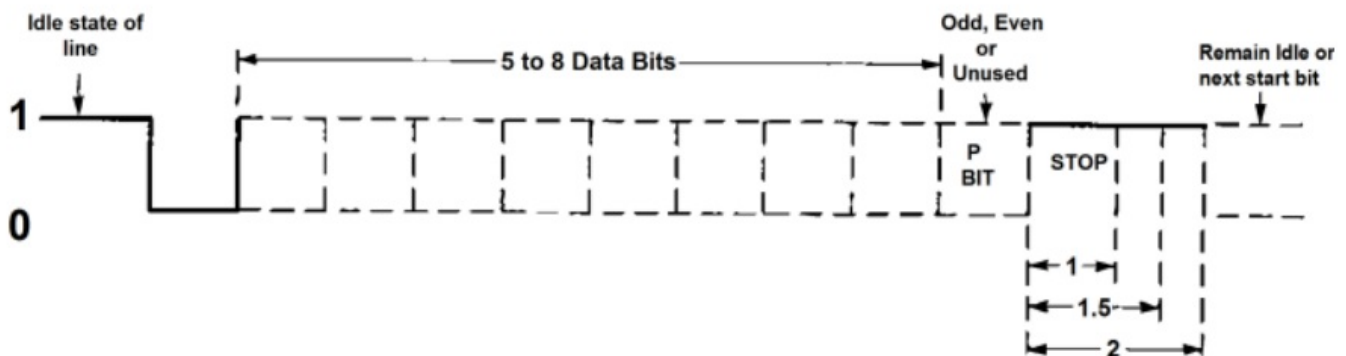 Idle state of
line
5 to 8 Data Bits
Odd, Even
or
Unused
Remain Idle or
next start bit
1
0
P
BIT
STOP
1
1.5
2